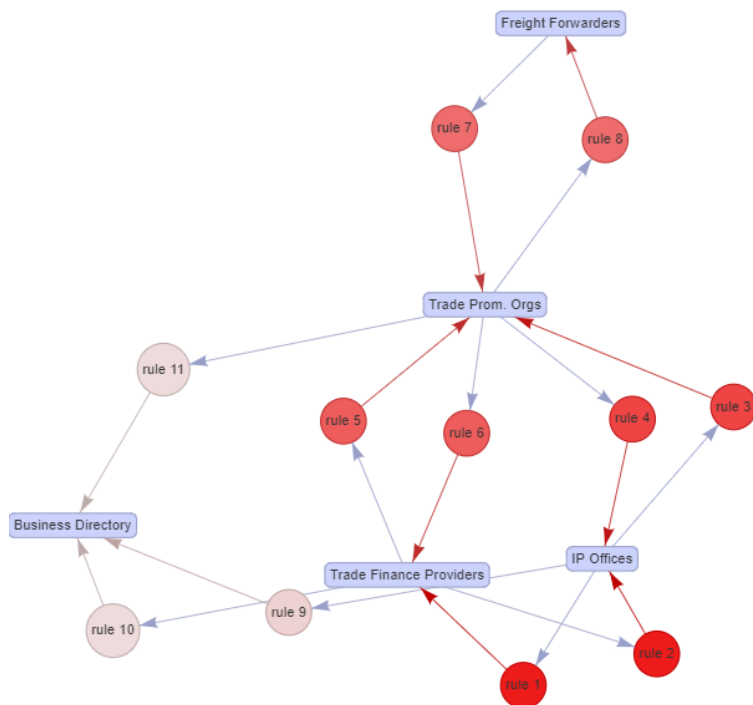 Freight Forwarders
rule 7
rule 8
Trade Prom. Orgs
rule 11
rule 3
rule 5
rule 4
rule 6
Business Directory
IP Offices
Trade Finance Providers
rule 9
rule 10
rule 2
rule 1